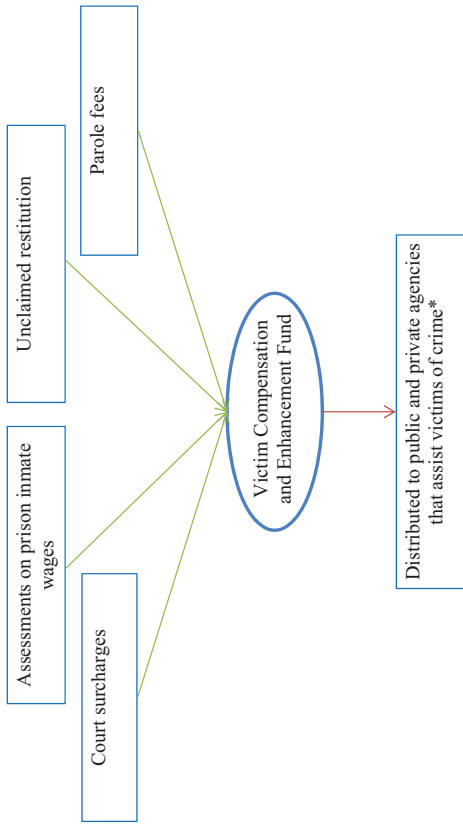 Assessments on prison inmate
wages
Unclaimed restitution
Court surcharges
Parole fees
Victim Compensation
and Enhancement Fund
Distributed to public and private agencies
that assist victims of crime*